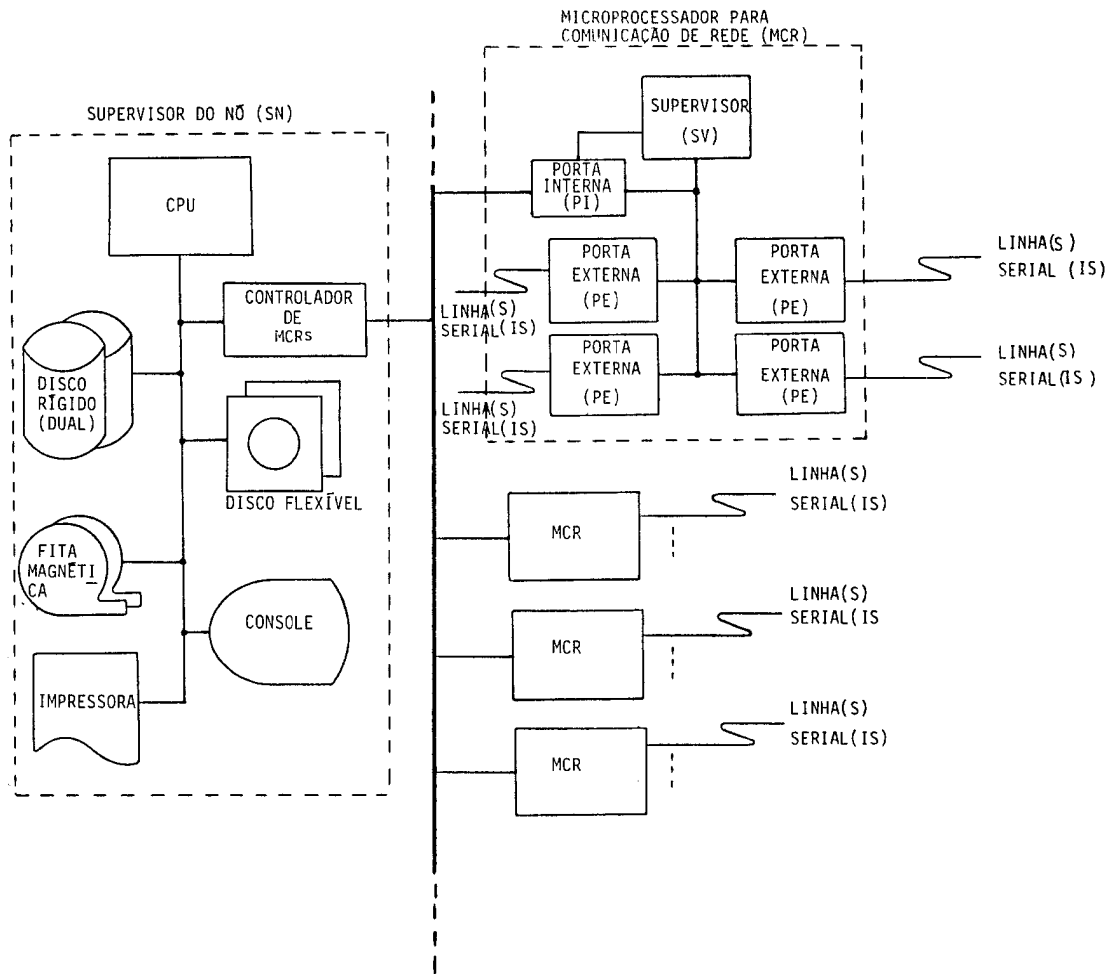 MICROPROCESSADOR PARA
COMUNICAÇÃO DE REDE (MCR)
SUPERVISOR DO NÓ (SN)
CPU
CONTROLADOR
DE
MCRs
DISCO
RÍGIDO
(DUAL)
DISCO FLEXÍVEL
FITA
MAGNÉTI
CA
CONSOLE
IMPRESSORA
SUPERVISOR
(SV)
PORTA
INTERNA
(PI)
PORTA
EXTERNA
(PE)
PORTA
EXTERNA
(PE)
LINHA(S)
SERIAL(IS)
LINHA(S)
SERIAL (IS)
PORTA
EXTERNA
(PE)
PORTA
EXTERNA
(PE)
LINHA(S)
SERIAL(IS)
LINHA(S)
SERIAL(IS)
MCR
LINHA(S)
SERIAL(IS)
MCR
LINHA(S)
SERIAL(IS
MCR
LINHA(S)
SERIAL(IS)